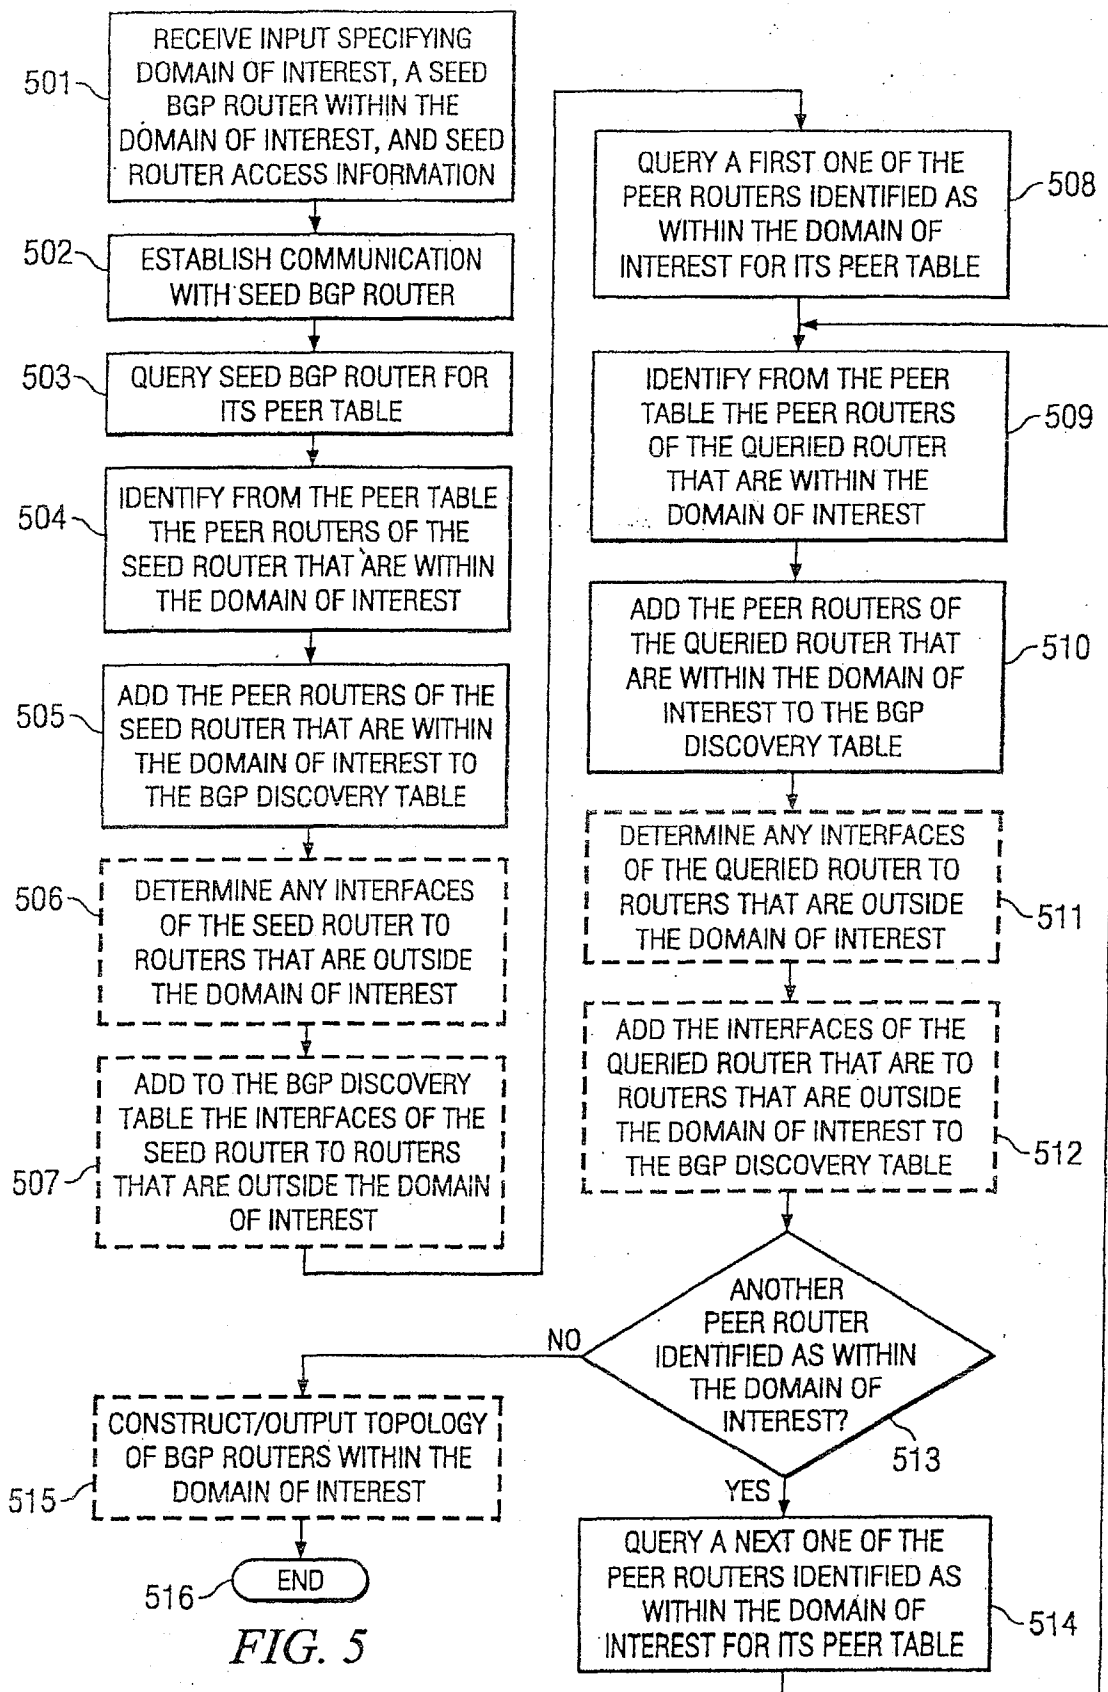 501
RECEIVE INPUT SPECIFYING
DOMAIN OF INTEREST, A SEED
BGP ROUTER WITHIN THE
DOMAIN OF INTEREST, AND SEED
ROUTER ACCESS INFORMATION
502
ESTABLISH COMMUNICATION
WITH SEED BGP ROUTER
503
QUERY SEED BGP ROUTER FOR
ITS PEER TABLE
504
IDENTIFY FROM THE PEER TABLE
THE PEER ROUTERS OF THE
SEED ROUTER THAT ARE WITHIN
THE DOMAIN OF INTEREST
505
ADD THE PEER ROUTERS OF THE
SEED ROUTER THAT ARE WITHIN
THE DOMAIN OF INTEREST TO
THE BGP DISCOVERY TABLE
506
DETERMINE ANY INTERFACES
OF THE SEED ROUTER TO
ROUTERS THAT ARE OUTSIDE
THE DOMAIN OF INTEREST
507
ADD TO THE BGP DISCOVERY
TABLE THE INTERFACES OF THE
SEED ROUTER TO ROUTERS
THAT ARE OUTSIDE THE DOMAIN
OF INTEREST
QUERY A FIRST ONE OF THE
PEER ROUTERS IDENTIFIED AS
WITHIN THE DOMAIN OF
INTEREST FOR ITS PEER TABLE
508
IDENTIFY FROM THE PEER
TABLE THE PEER ROUTERS
OF THE QUERIED ROUTER
THAT ARE WITHIN THE
DOMAIN OF INTEREST
509
ADD THE PEER ROUTERS OF
THE QUERIED ROUTER THAT
ARE WITHIN THE DOMAIN OF
INTEREST TO THE BGP
DISCOVERY TABLE
510
DETERMINE ANY INTERFACES
OF THE QUERIED ROUTER TO
ROUTERS THAT ARE OUTSIDE
THE DOMAIN OF INTEREST
511
ADD THE INTERFACES OF THE
QUERIED ROUTER THAT ARE TO
ROUTERS THAT ARE OUTSIDE
THE DOMAIN OF INTEREST TO
THE BGP DISCOVERY TABLE
512
ANOTHER
PEER ROUTER
IDENTIFIED AS WITHIN
THE DOMAIN OF
INTEREST?
513
NO
YES
QUERY A NEXT ONE OF THE
PEER ROUTERS IDENTIFIED AS
WITHIN THE DOMAIN OF
INTEREST FOR ITS PEER TABLE
514
CONSTRUCT/OUTPUT TOPOLOGY
OF BGP ROUTERS WITHIN THE
DOMAIN OF INTEREST
515
END
516
FIG. 5